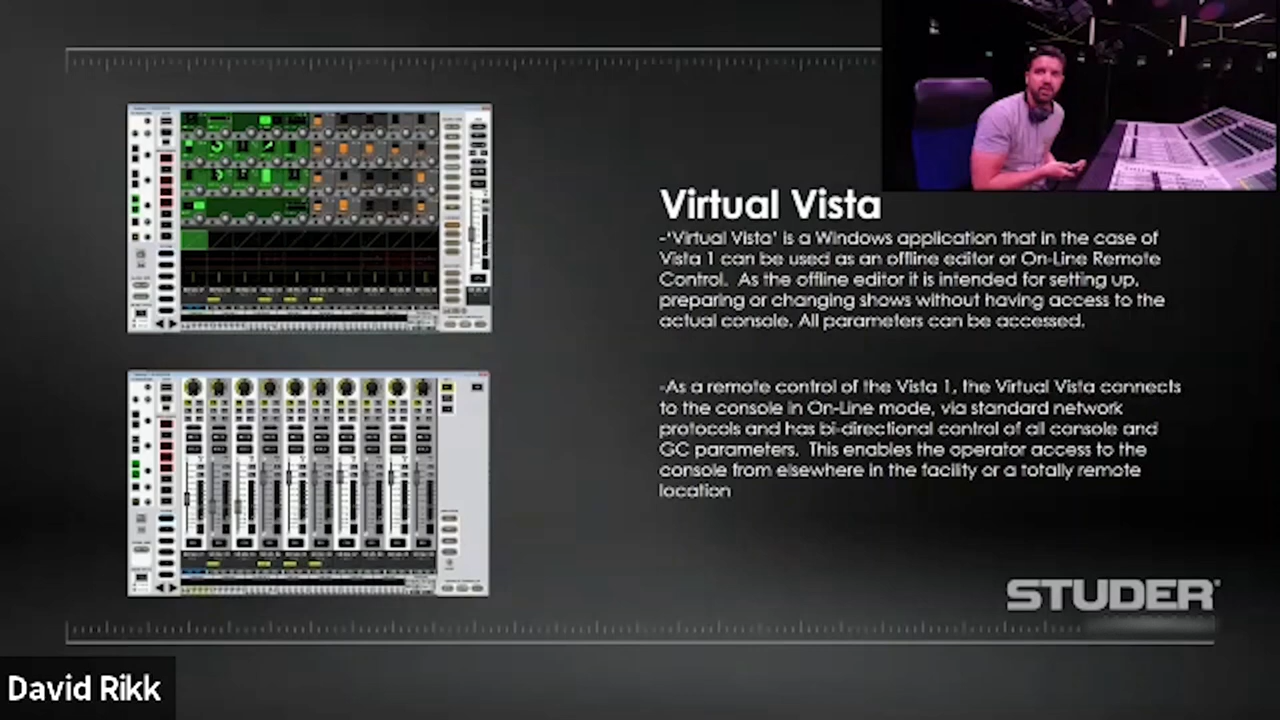 Virtual Vista
-'Virtual Vista' is a Windows application that in the case of
Vista 1 can be used as an offline editor or On-Line Remote
Control. As the offline editor it is intended for setting up,
preparing or changing shows without having access to the
actual console. All parameters can be accessed.
-As a remote control of the Vista 1, the Virtual Vista connects
to the console in On-Line mode, via standard network
protocols and has bi-directional control of all console and
GC parameters. This enables the operator access to the
console from elsewhere in the facility or a totally remote
location
STUDER
David Rikk